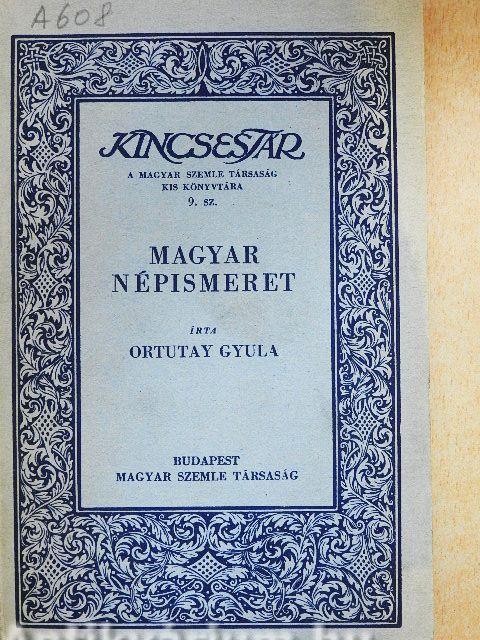 A608
KINCSESTÁR
A MAGYAR SZEMLE TÁRSASÁG
KIS KÖNYVTÁRA
9. SZ.
MAGYAR
NÉPISMERET
ÍRTA
ORTUTAY GYULA
BUDAPEST
MAGYAR SZEMLE TÁRSASÁG